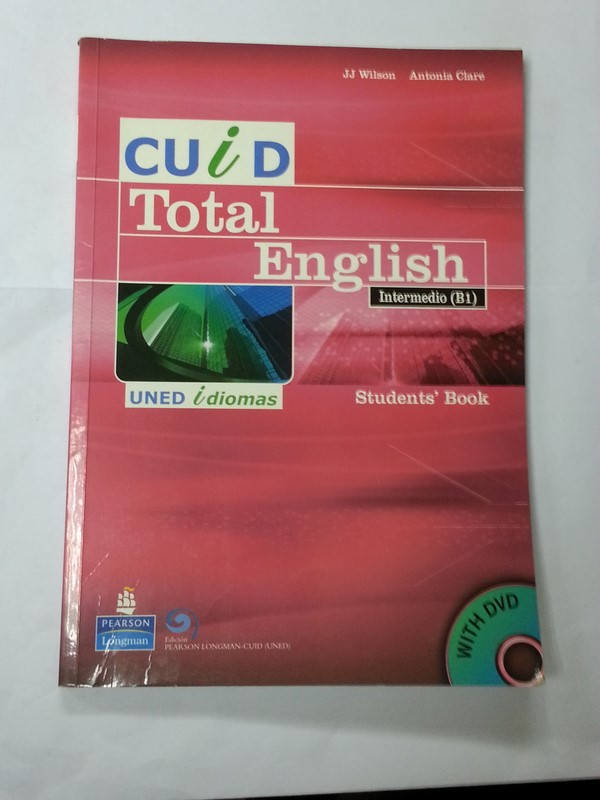 JJ Wilson Antonia Clare
CUiD
Total
English
Intermedio (B1)
UNED idiomas
Students' Book
WITH DVD
PEARSON
Longman
Edición
PEARSON LONGMAN-CUID (UNED)